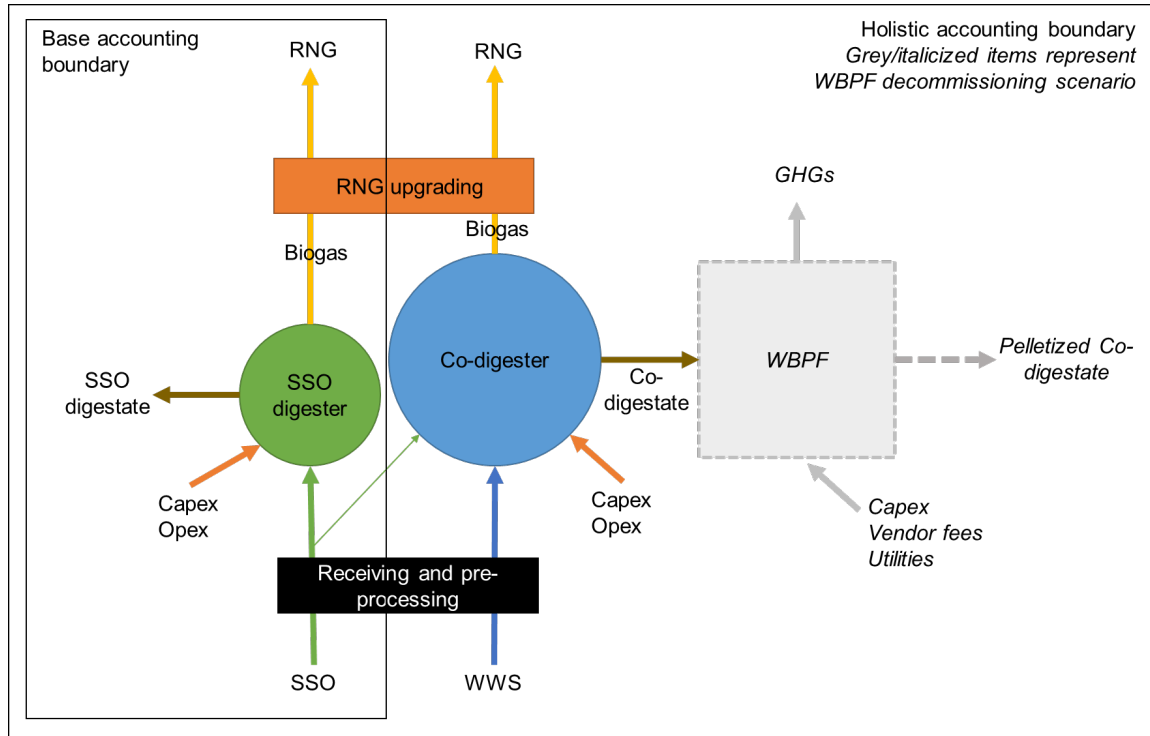 Base accounting
boundary
RNG
RNG
Holistic accounting boundary
Grey/italicized items represent
WBPF decommissioning scenario
RNG upgrading
GHGs
Biogas
Biogas
SSO
digestate
SSO
digester
Co-digester
Co-
digestate
WBPF
Pelletized Co-
digestate
Capex
Opex
Capex
Opex
Capex
Vendor fees
Utilities
Receiving and pre-
processing
SSO
WWS